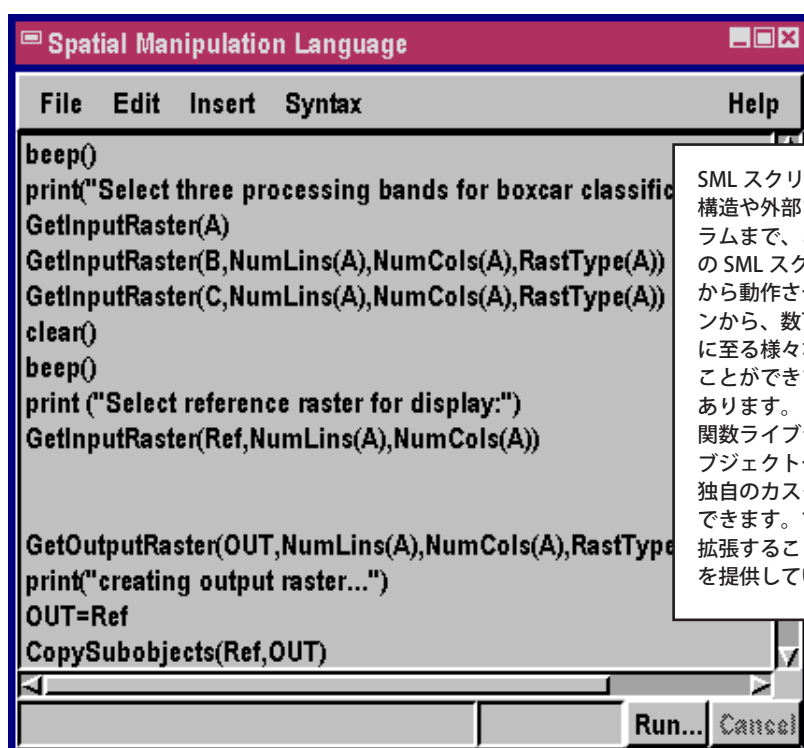 Spatial Manipulation Language
File Edit Insert Syntax Help
beep()
print("Select three processing bands for boxcar classific
GetInputRaster(A)
GetInputRaster(B,NumLins(A),NumCols(A),RastType(A))
GetInputRaster(C,NumLins(A),NumCols(A),RastType(A))
clear()
beep()
print ("Select reference raster for display:")
GetInputRaster(Ref,NumLins(A),NumCols(A))
GetOutputRaster(OUT,NumLins(A),NumCols(A),RastType
print("creating output raster...")
OUT=Ref
CopySubobjects(Ref,OUT)
Run... Cancel
SML スクリ
構造や外部
ラムまで、
の SML スク
から動作さ
ンから、数
に至る様々
ことができ
あります。
関数ライブ
ブジェクト
独自のカス
できます。
拡張するこ
を提供してい